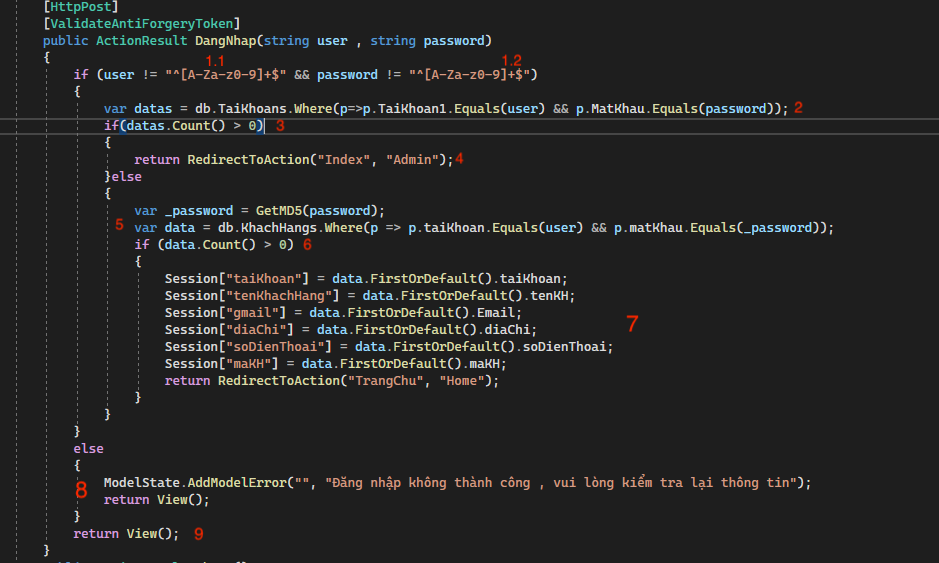 [HttpPost]
[ValidateAntiForgeryToken]
public ActionResult DangNhap(string user , string password)
{
1.1 1.2
if (user != "^[A-Za-z0-9]+$" && password != "^[A-Za-z0-9]+$")
{
var datas = db.TaiKhoans.Where(p=>p.TaiKhoan1.Equals(user) && p.MatKhau.Equals(password)); 2
if(datas.Count() > 0) 3
{
return RedirectToAction("Index", "Admin"); 4
}else
{
var _password = GetMD5(password);
5 var data = db.KhachHangs.Where(p => p.taiKhoan.Equals(user) && p.matKhau.Equals(_password));
if (data.Count() > 0) 6
{
Session["taiKhoan"] = data.FirstOrDefault().taiKhoan;
Session["tenKhachHang"] = data.FirstOrDefault().tenKH;
Session["gmail"] = data.FirstOrDefault().Email;
Session["diaChi"] = data.FirstOrDefault().diaChi; 7
Session["soDienThoai"] = data.FirstOrDefault().soDienThoai;
Session["maKH"] = data.FirstOrDefault().maKH;
return RedirectToAction("TrangChu", "Home");
}
}
}
else
{
8 ModelState.AddModelError("", "Đăng nhập không thành công , vui lòng kiểm tra lại thông tin");
return View();
}
return View(); 9
}